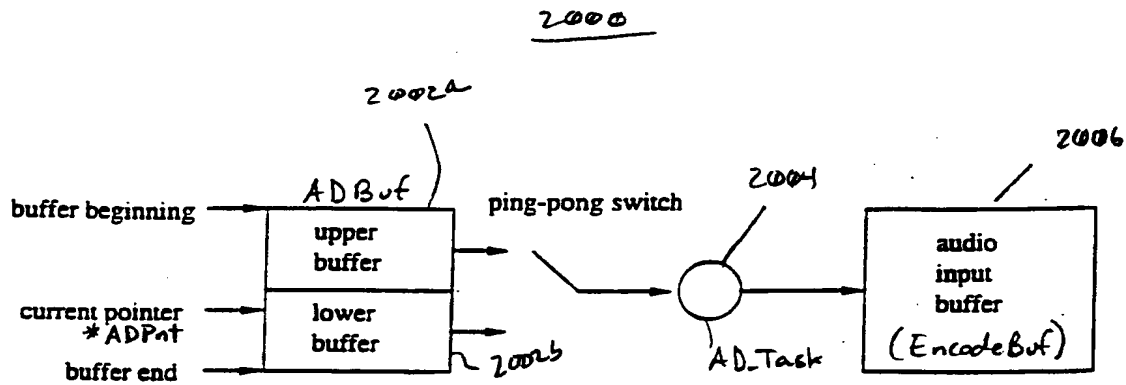 2000
2002a
2006
2004
ADBuf
buffer beginning
ping-pong switch
upper
buffer
audio
input
buffer
(EncodeBuf)
current pointer
*ADPnt
lower
buffer
2002b
AD_Task
buffer end